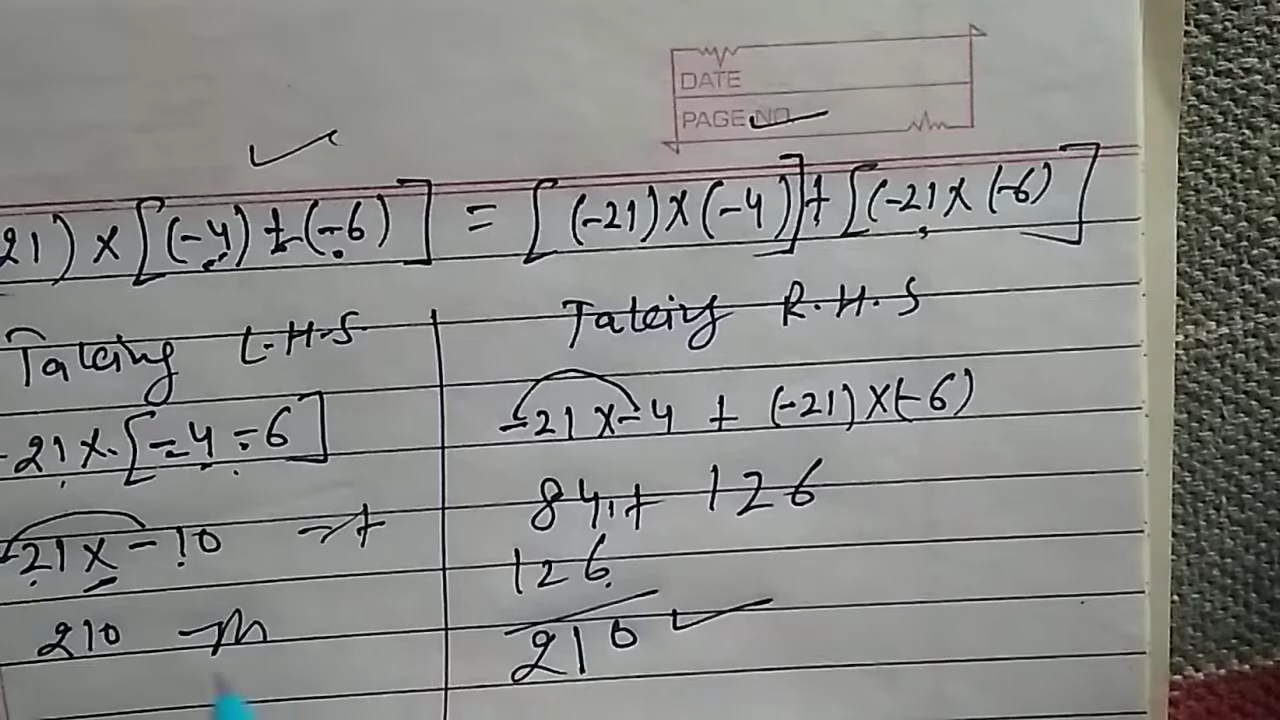 DATE
PAGE NO
21) × [(-4) + (-6)] = [(-21) × (-4)] + [(-21 × (-6)]
Taking L.H.S
-21 × [-4 -6]
-21 × -10
210
Taking R.H.S
-21 × -4 + (-21) × (-6)
84 + 126
126
210